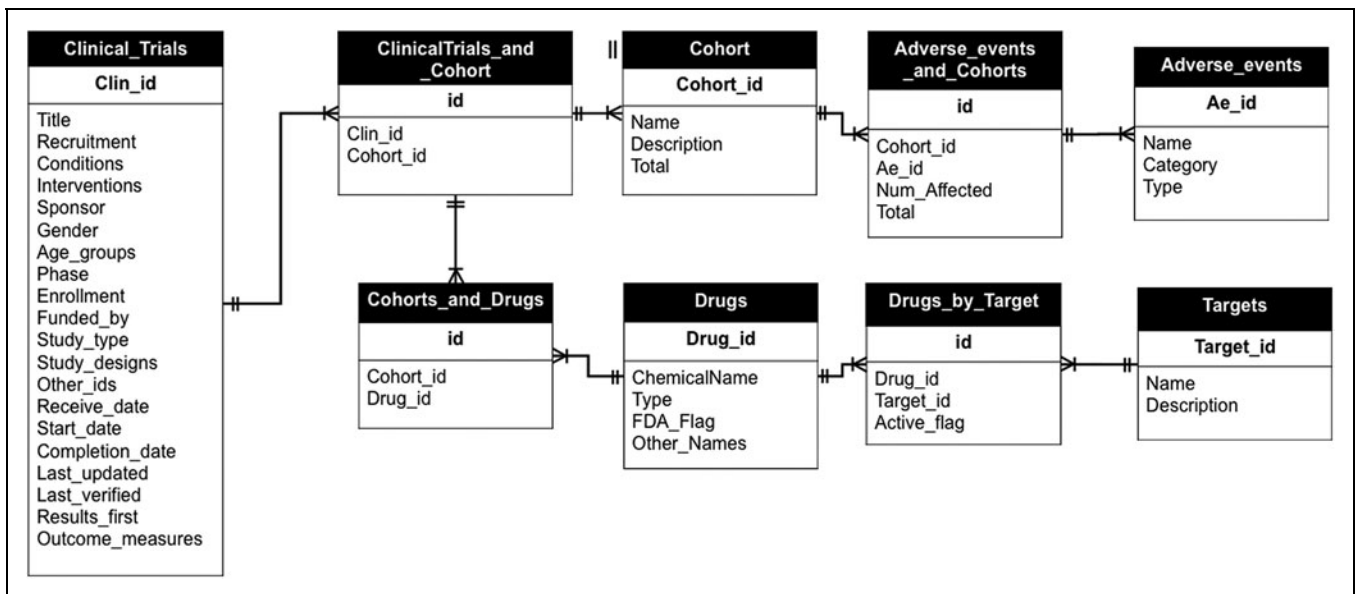 Clinical_Trials
Clin_id
Title
Recruitment
Conditions
Interventions
Sponsor
Gender
Age_groups
Phase
Enrollment
Funded_by
Study_type
Study_designs
Other_ids
Receive_date
Start_date
Completion_date
Last_updated
Last_verified
Results_first
Outcome_measures
ClinicalTrials_and
_Cohort
id
Clin_id
Cohort_id
Cohort
Cohort_id
Name
Description
Total
Adverse_events
_and_Cohorts
id
Cohort_id
Ae_id
Num_Affected
Total
Adverse_events
Ae_id
Name
Category
Type
Cohorts_and_Drugs
id
Cohort_id
Drug_id
Drugs
Drug_id
ChemicalName
Type
FDA_Flag
Other_Names
Drugs_by_Target
id
Drug_id
Target_id
Active_flag
Targets
Target_id
Name
Description